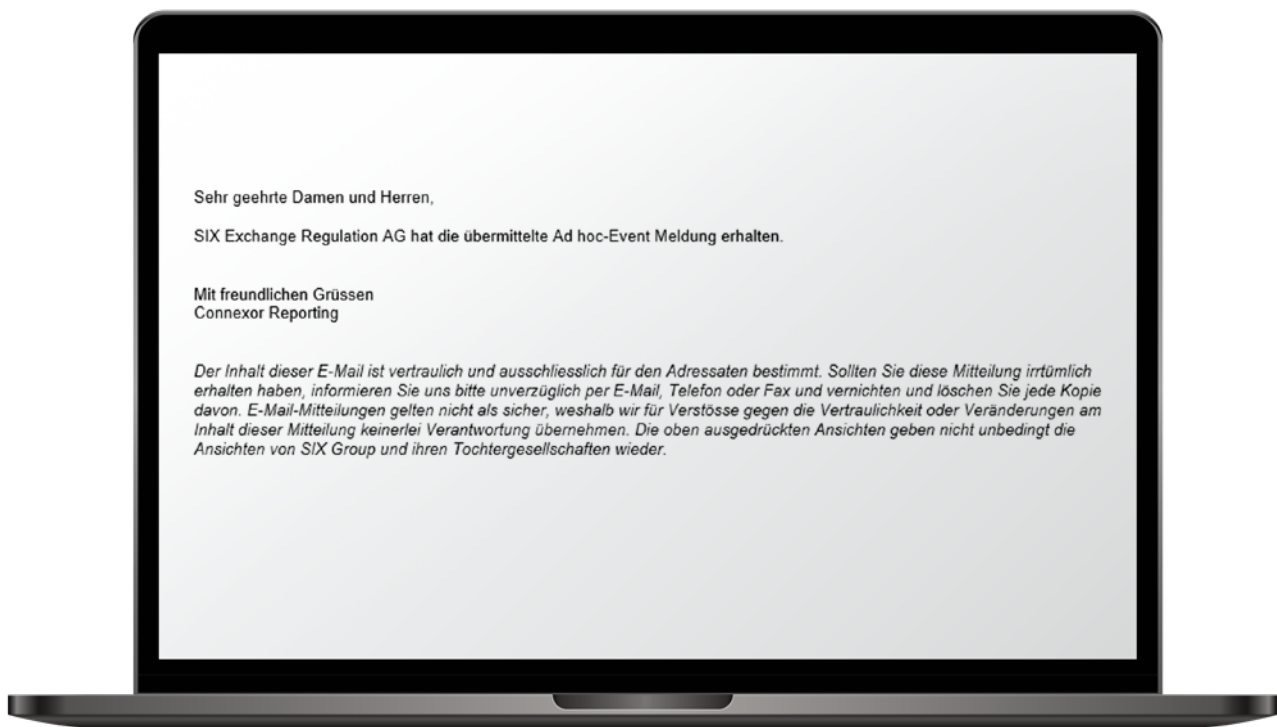 Sehr geehrte Damen und Herren,
SIX Exchange Regulation AG hat die übermittelte Ad hoc-Event Meldung erhalten.
Mit freundlichen Grüssen
Connexor Reporting
Der Inhalt dieser E-Mail ist vertraulich und ausschliesslich für den Adressaten bestimmt. Sollten Sie diese Mitteilung irrtümlich
erhalten haben, informieren Sie uns bitte unverzüglich per E-Mail, Telefon oder Fax und vernichten und löschen Sie jede Kopie
davon. E-Mail-Mitteilungen gelten nicht als sicher, weshalb wir für Verstösse gegen die Vertraulichkeit oder Veränderungen am
Inhalt dieser Mitteilung keinerlei Verantwortung übernehmen. Die oben ausgedrückten Ansichten geben nicht unbedingt die
Ansichten von SIX Group und ihren Tochtergesellschaften wieder.